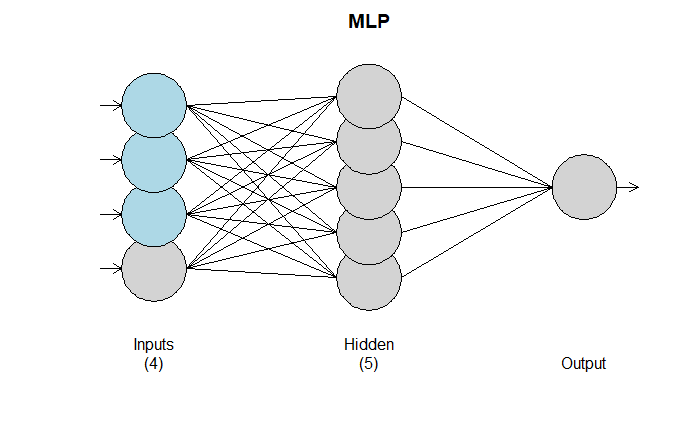 MLP
Inputs
(4)
Hidden
(5)
Output